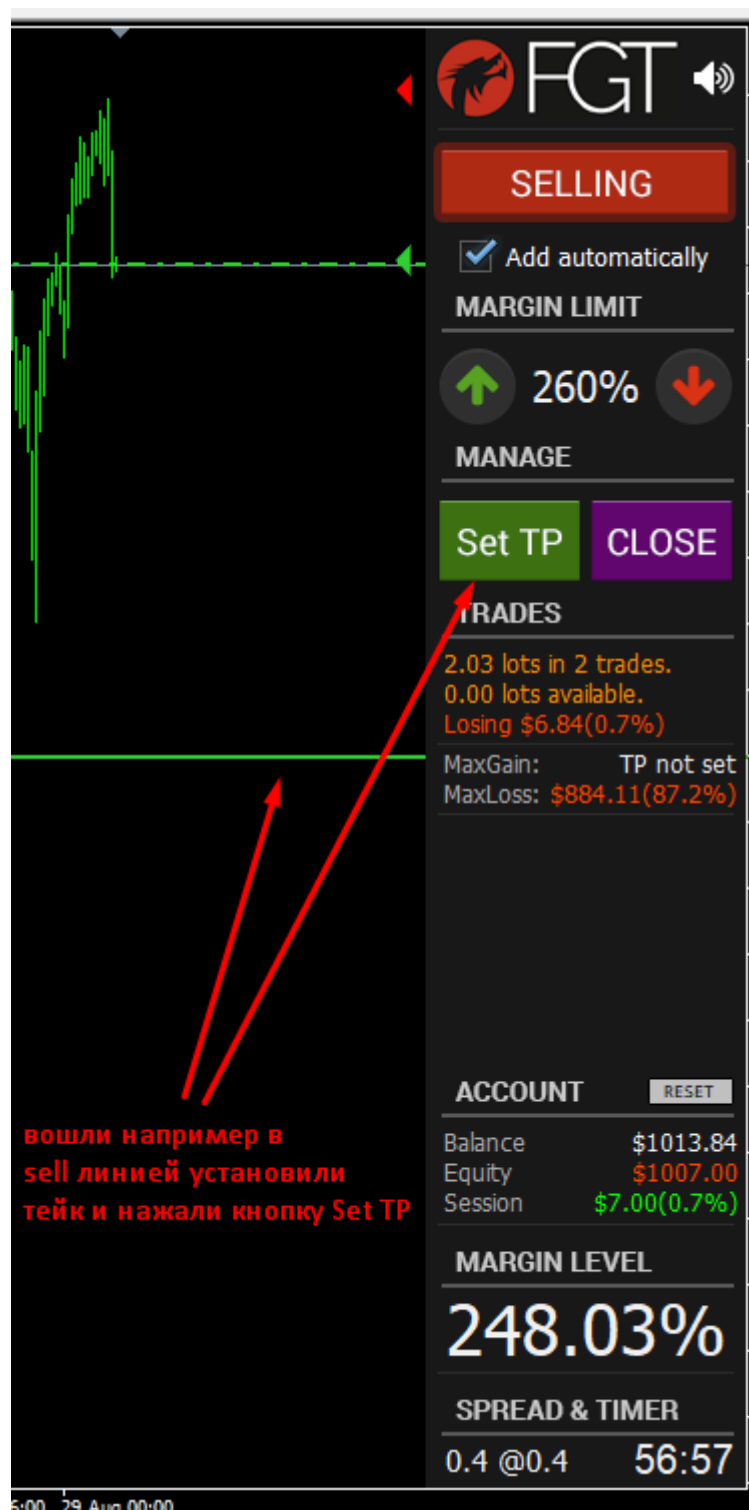 FGT
SELLING
Add automatically
MARGIN LIMIT
260%
MANAGE
Set TP CLOSE
TRADES
2.03 lots in 2 trades.
0.00 lots available.
Losing $6.84(0.7%)
MaxGain: TP not set
MaxLoss: $884.11(87.2%)
вошли например в
sell линией установили
тейк и нажали кнопку Set TP
ACCOUNT RESET
Balance $1013.84
Equity $1007.00
Session $7.00(0.7%)
MARGIN LEVEL
248.03%
SPREAD & TIMER
0.4 @0.4 56:57
29 Aug 00:00